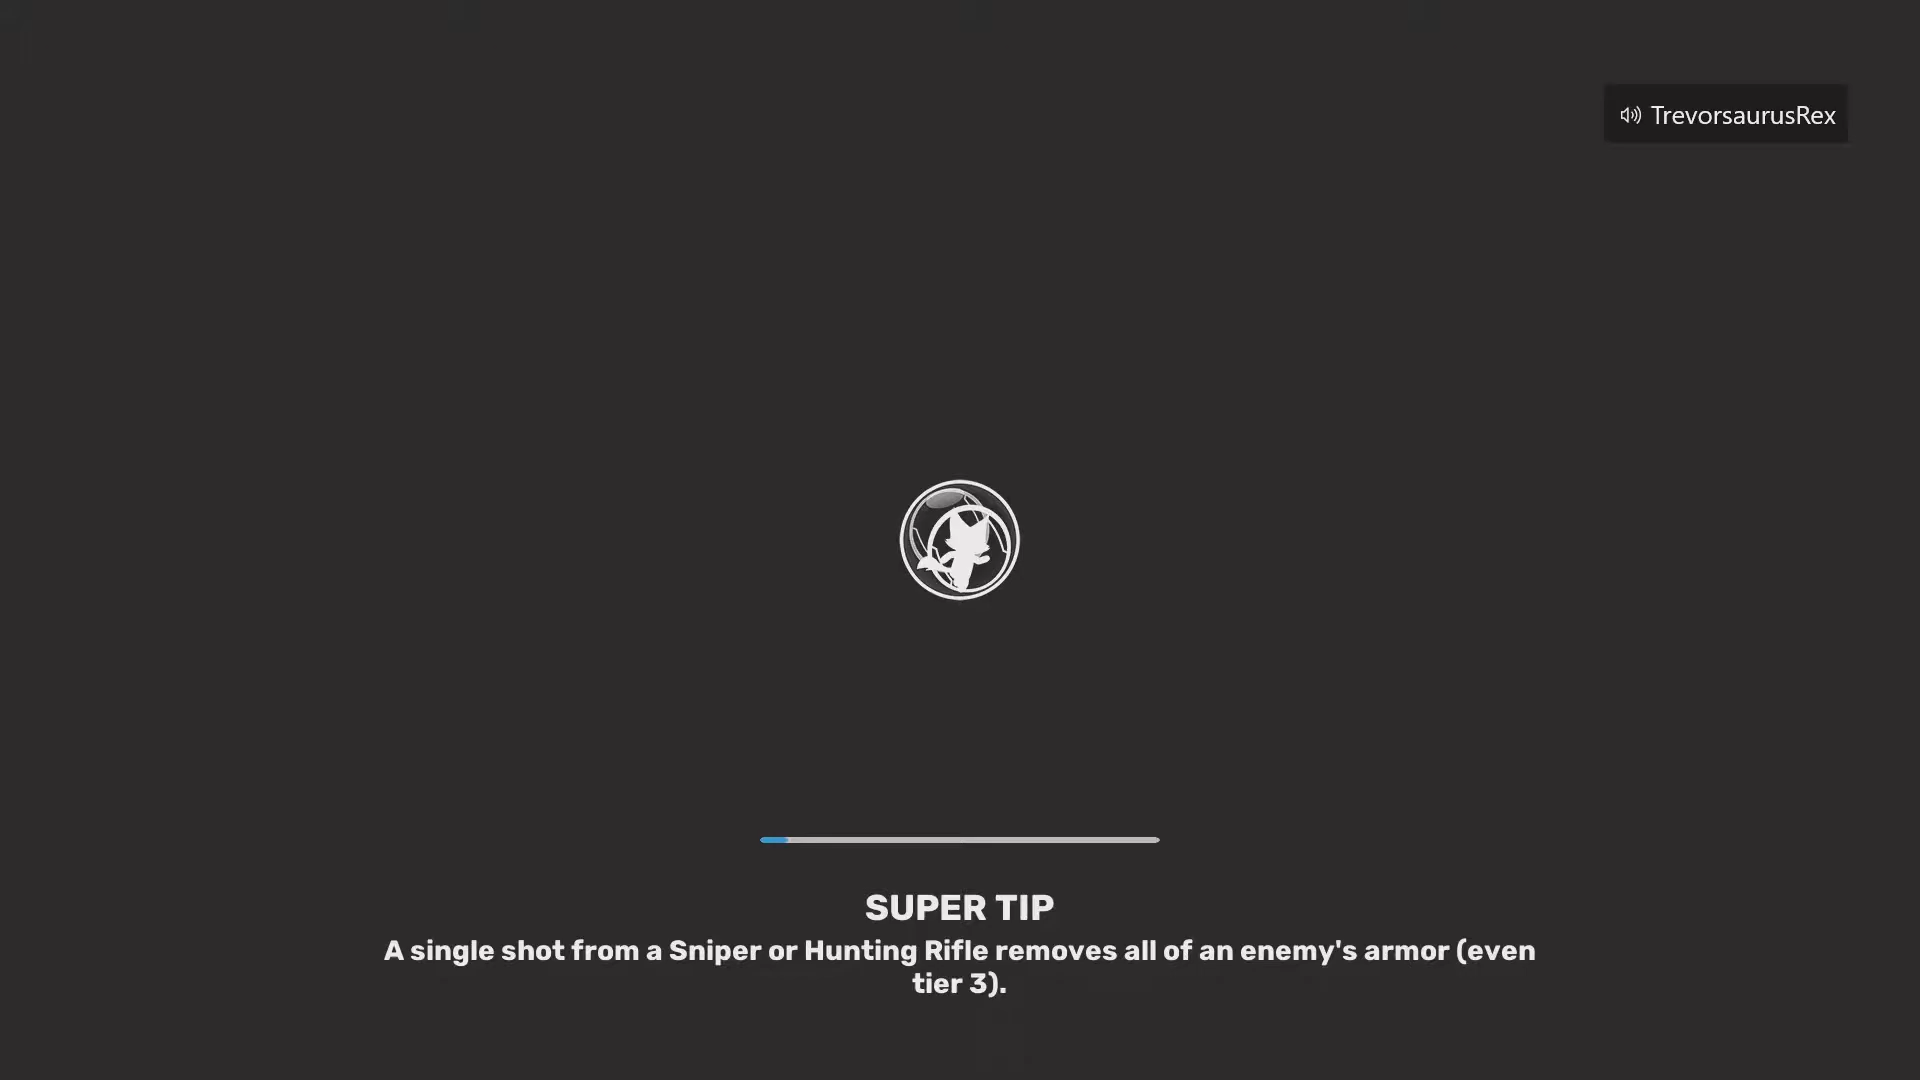 TrevorsaurusRex
SUPER TIP
A single shot from a Sniper or Hunting Rifle removes all of an enemy's armor (even
tier 3).